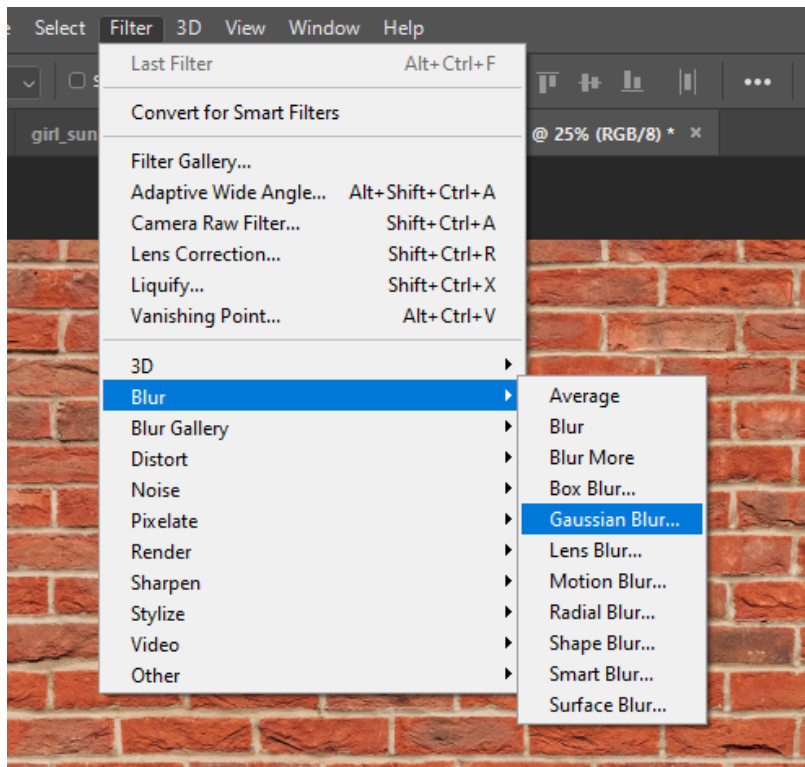 Select Filter 3D View Window Help
Last Filter Alt+Ctrl+F
Convert for Smart Filters
girl_sun
@ 25% (RGB/8) * ×
Filter Gallery...
Adaptive Wide Angle... Alt+Shift+Ctrl+A
Camera Raw Filter... Shift+Ctrl+A
Lens Correction... Shift+Ctrl+R
Liquify... Shift+Ctrl+X
Vanishing Point... Alt+Ctrl+V
3D
Blur
Blur Gallery
Distort
Noise
Pixelate
Render
Sharpen
Stylize
Video
Other
Average
Blur
Blur More
Box Blur...
Gaussian Blur...
Lens Blur...
Motion Blur...
Radial Blur...
Shape Blur...
Smart Blur...
Surface Blur...